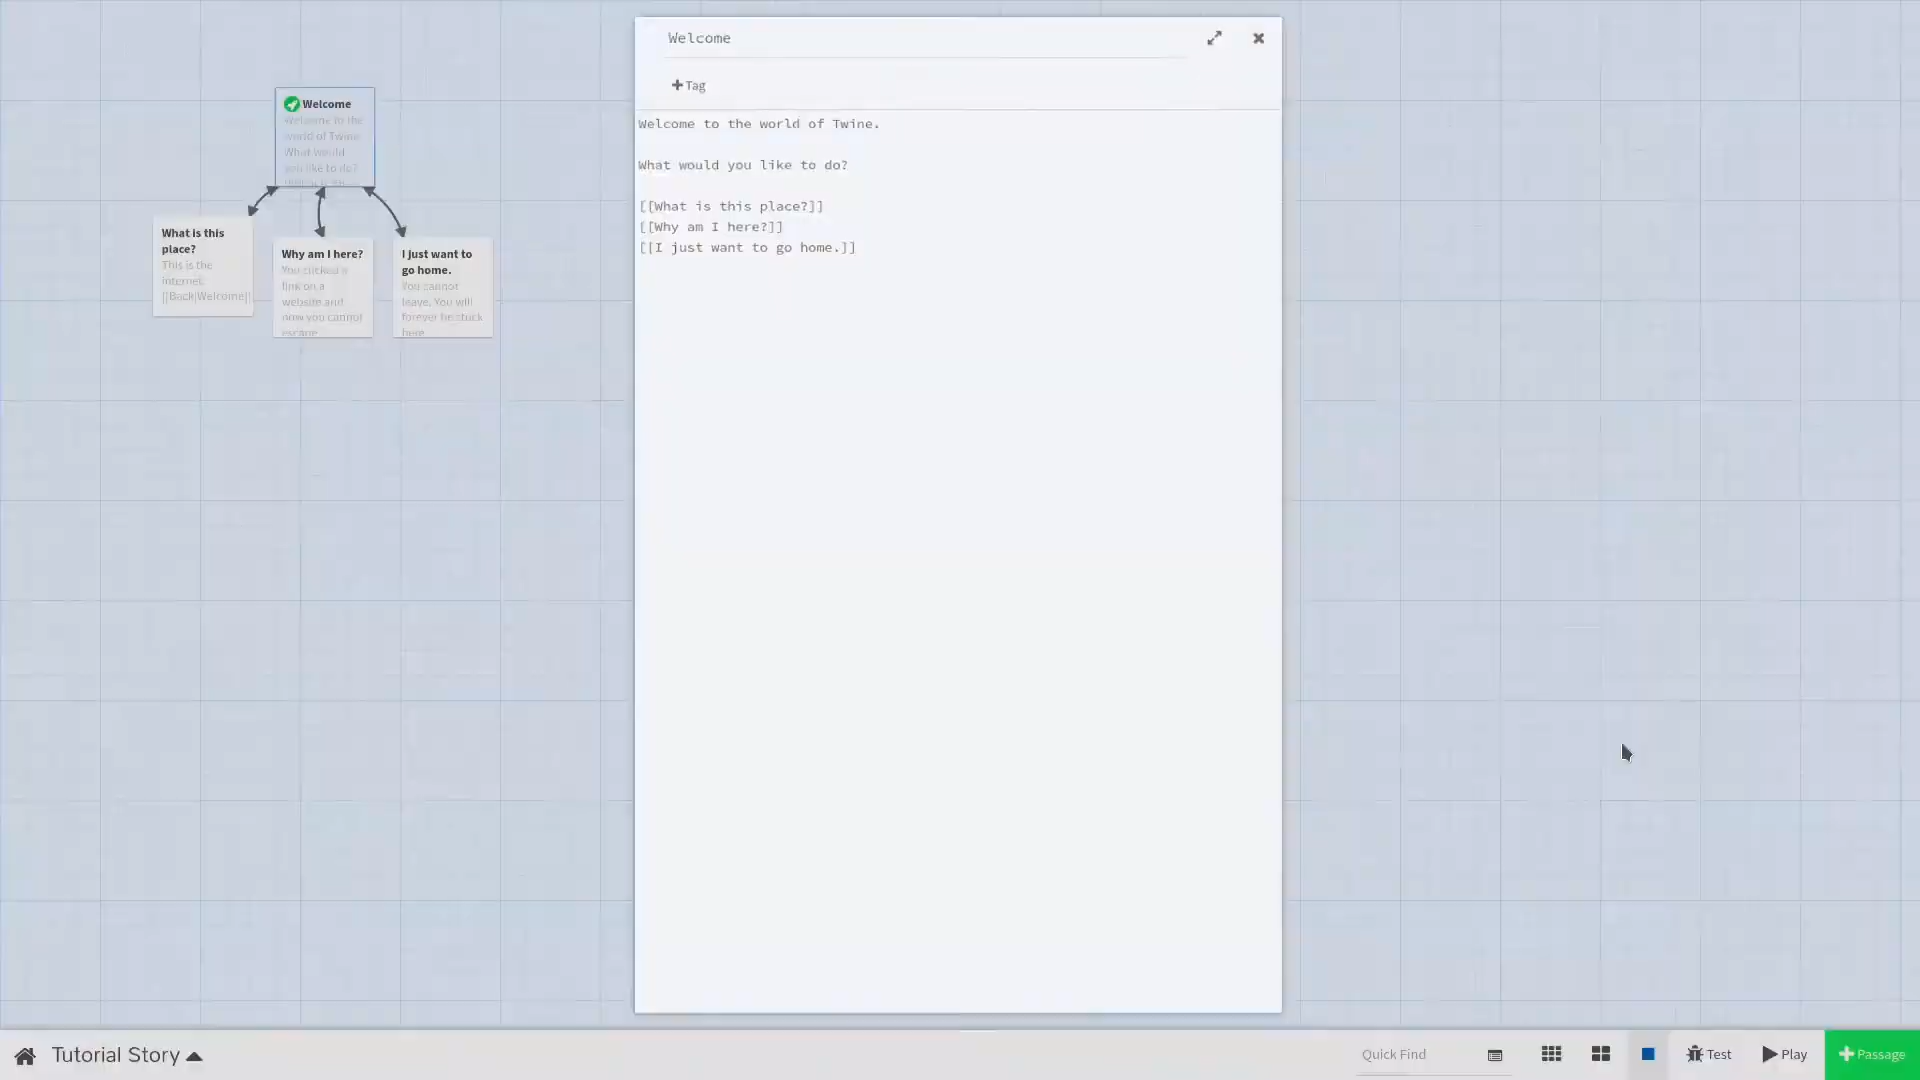 Welcome
Welcome to the
world of Twine.
What would
you like to do?
What is this
place?
This is the
internet.
[[Back|Welcome]]
Why am I here?
You clicked a
link on a
website and
now you cannot
escape.
I just want to
go home.
You cannot
leave. You will
forever be stuck
here.
Welcome
+Tag
Welcome to the world of Twine.
What would you like to do?
[[What is this place?]]
[[Why am I here?]]
[[I just want to go home.]]
Tutorial Story
Quick Find
Test
Play
+Passage